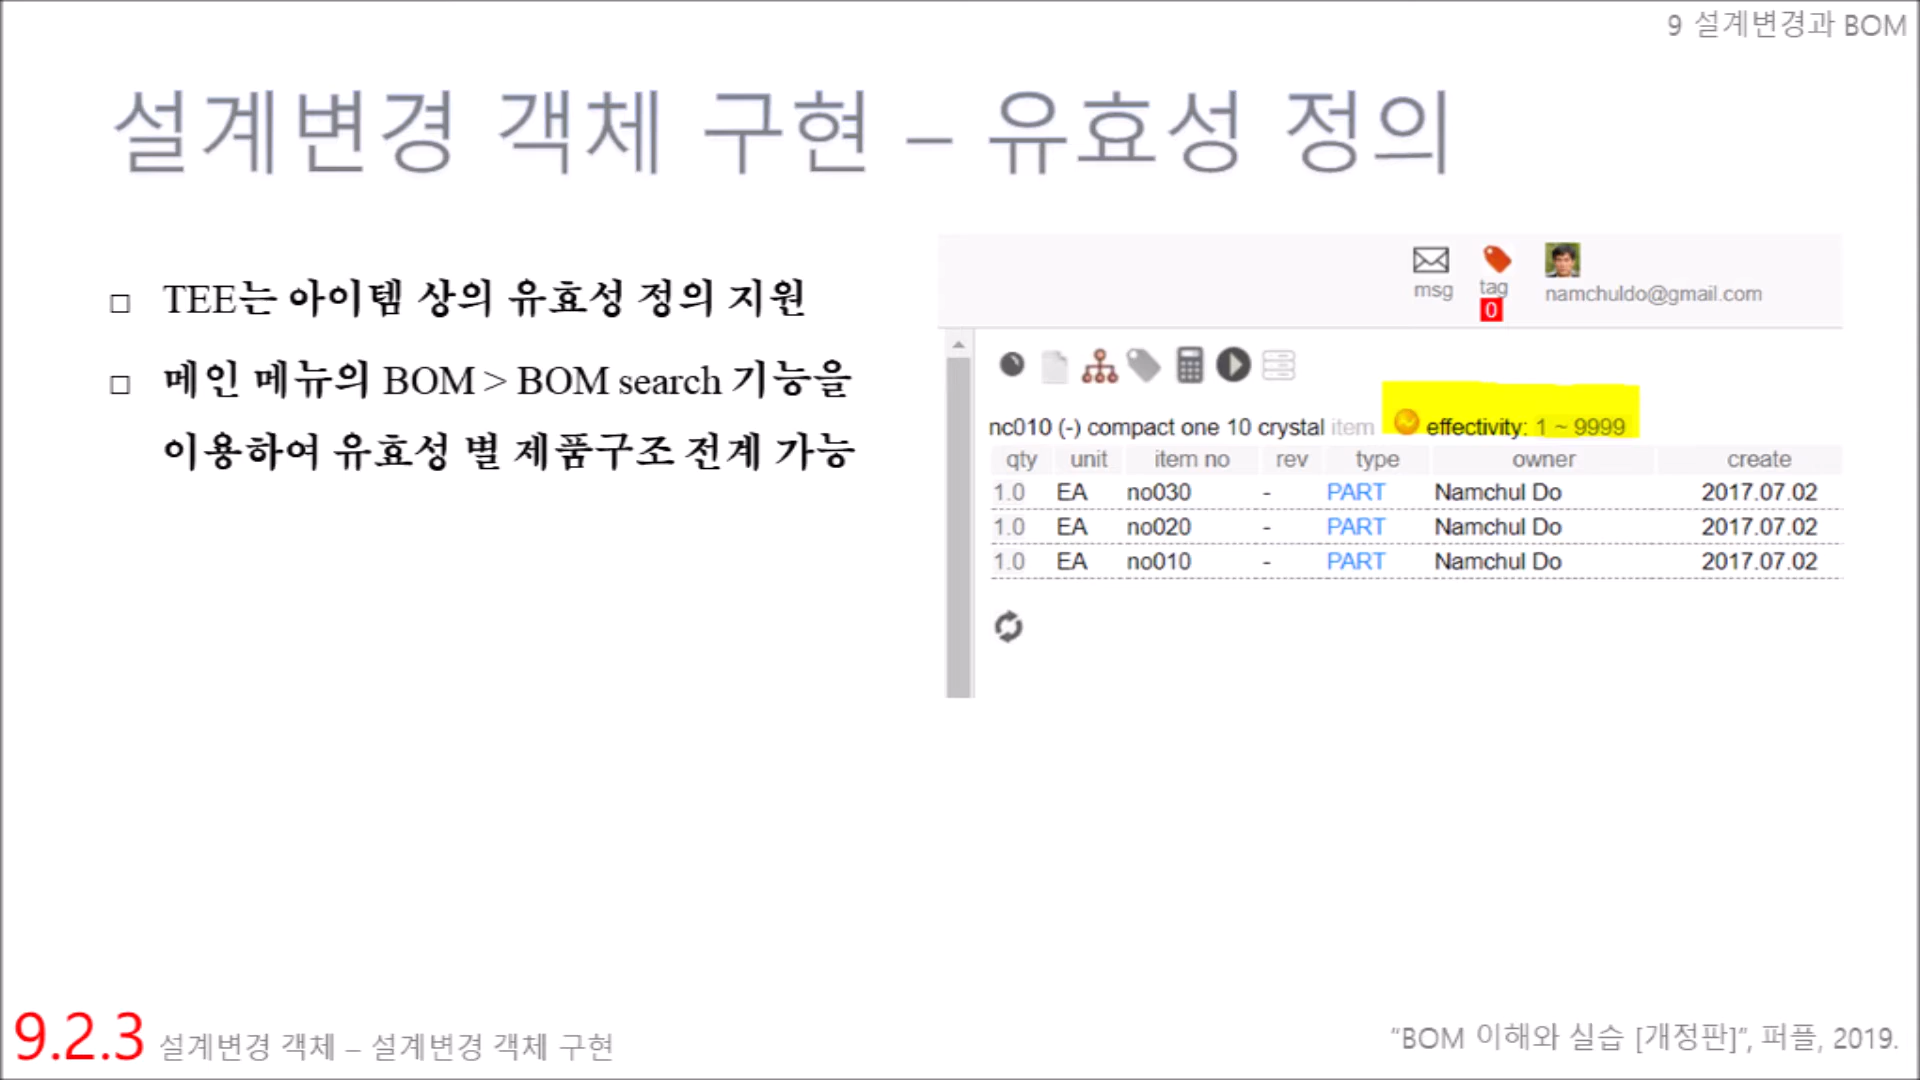 9 설계변경과 BOM
설계변경 객체 구현 – 유효성 정의
□ TEE는 아이템 상의 유효성 정의 지원
□ 메인 메뉴의 BOM > BOM search 기능을
이용하여 유효성 별 제품구조 전계 가능
msg
tag
0
namchuldo@gmail.com
nc010 (-) compact one 10 crystal item effectivity: 1 ~ 9999
qty unit item no rev type owner create
1.0 EA no030 - PART Namchul Do 2017.07.02
1.0 EA no020 - PART Namchul Do 2017.07.02
1.0 EA no010 - PART Namchul Do 2017.07.02
9.2.3 설계변경 객체 – 설계변경 객체 구현
“BOM 이해와 실습 [개정판]”, 퍼플, 2019.